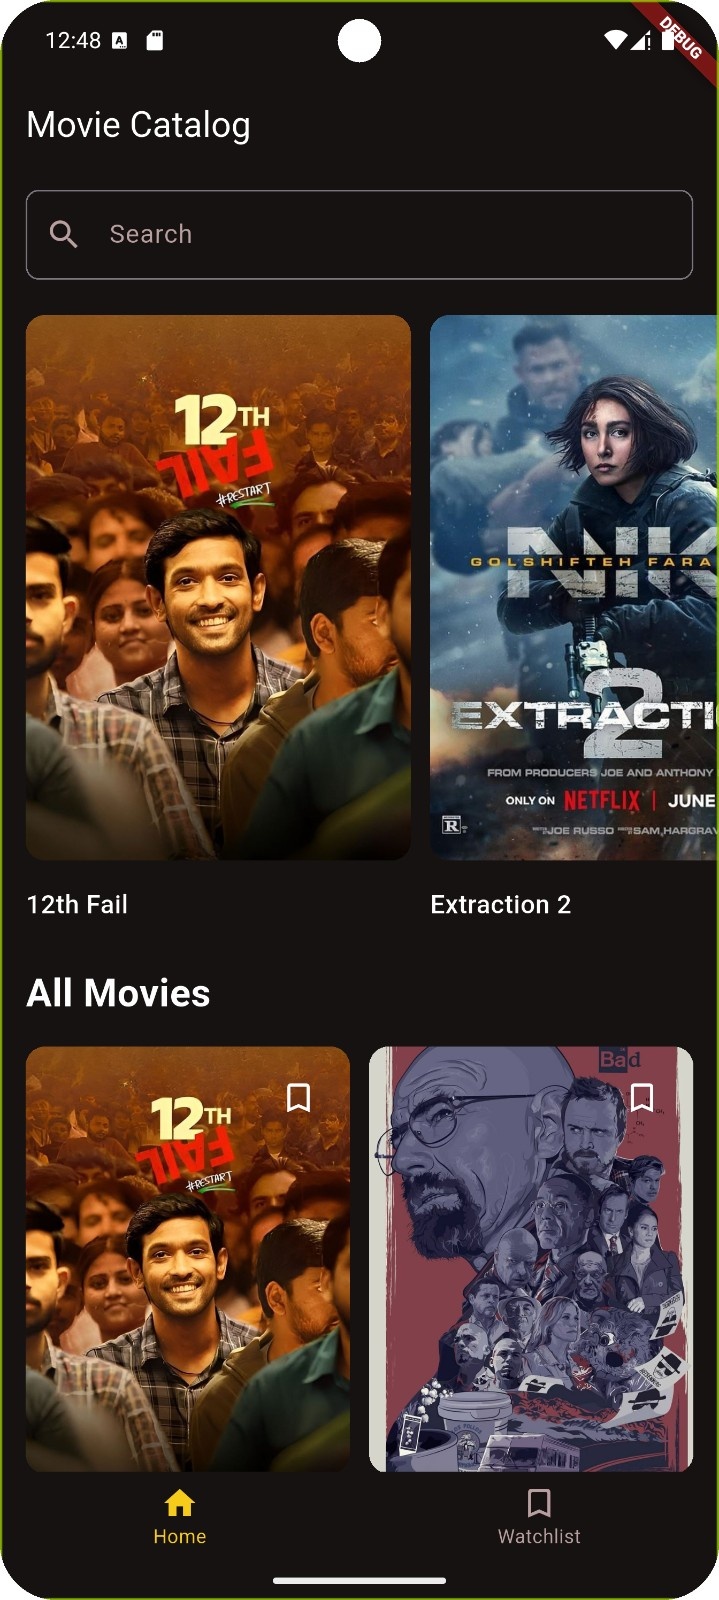 12:48
DEBUG
Movie Catalog
Search
12TH
FAIL
#RESTART
NIK
GOLSHIFTEH FARA
2
EXTRACTI
FROM PRODUCERS JOE AND ANTHONY
ONLY ON NETFLIX | JUNE
R
JOE RUSSO SAM HARGRAV
12th Fail
Extraction 2
All Movies
12TH
FAIL
#RESTART
Bad
Home
Watchlist